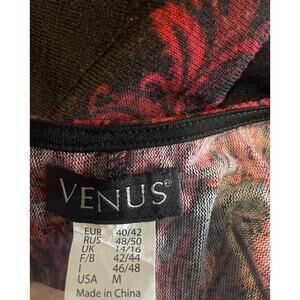 VENUS®
EUR 40/42
RUS 48/50
UK 14/16
F/B 42/44
I 46/48
USA M
Made in China